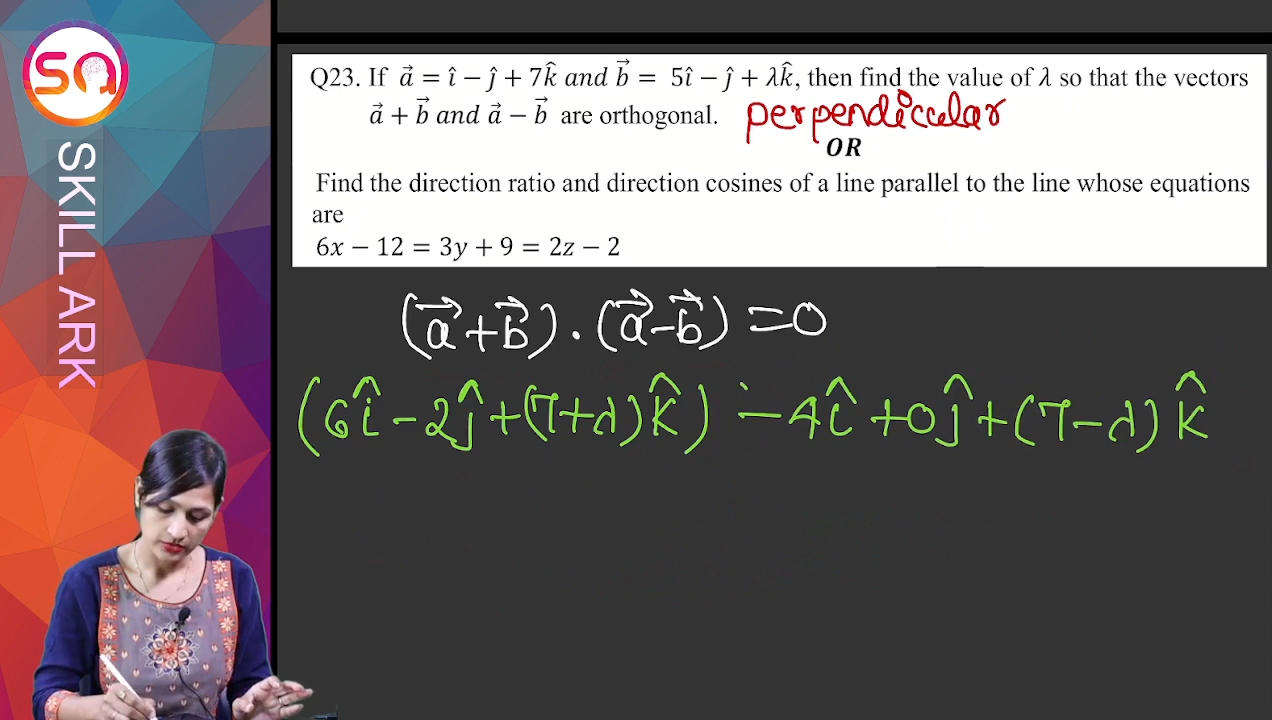 SKILL ARK
Q23. If a⃗ = î − ĵ + 7k̂ and b⃗ = 5î − ĵ + λk̂, then find the value of λ so that the vectors
a⃗ + b⃗ and a⃗ − b⃗ are orthogonal. perpendicular
OR
Find the direction ratio and direction cosines of a line parallel to the line whose equations
are
6x − 12 = 3y + 9 = 2z − 2
(a⃗+b⃗).(a⃗−b⃗) = 0
(6î − 2ĵ + (7+λ)k̂) · −4î + 0ĵ + (7−λ)k̂